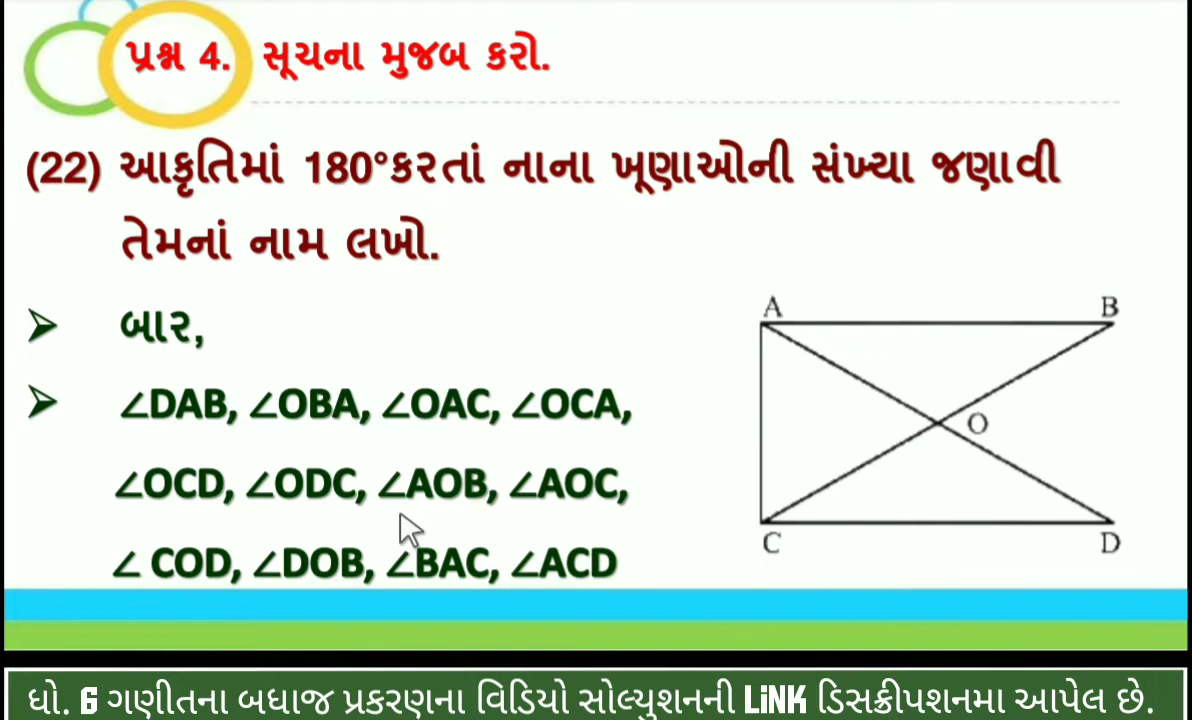 પ્રશ્ન 4. સૂચના મુજબ કરો.
(22) આકૃતિમાં 180°કરતાં નાના ખૂણાઓની સંખ્યા જણાવી
તેમનાં નામ લખો.
➢ બાર,
➢ ∠DAB, ∠OBA, ∠OAC, ∠OCA,
∠OCD, ∠ODC, ∠AOB, ∠AOC,
∠ COD, ∠DOB, ∠BAC, ∠ACD
A B
O
C D
ધો. 6 ગણીતના બધાજ પ્રકરણના વિડિયો સોલ્યુશનની LiNK ડિસક્રીપશનમા આપેલ છે.